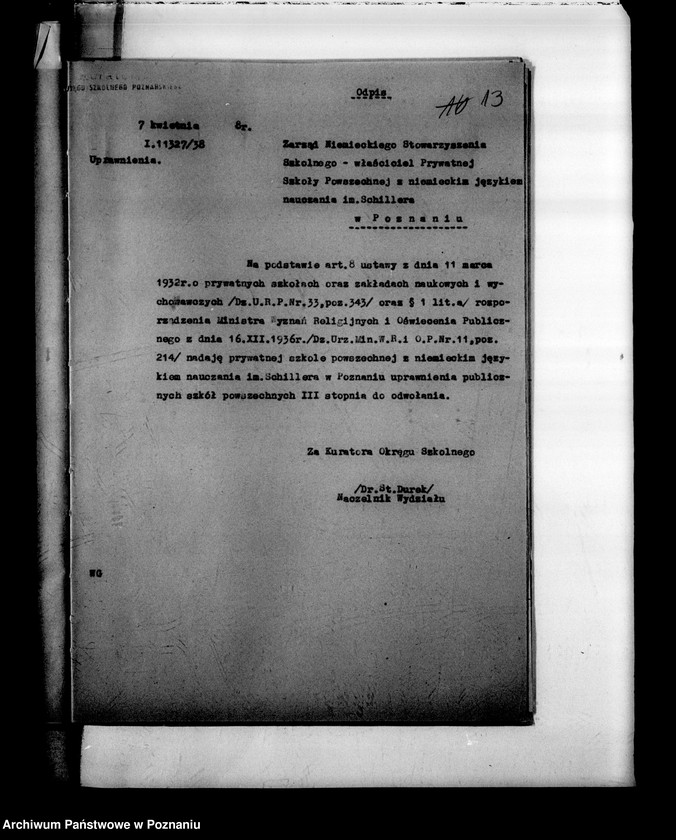 OKRĘGU SZKOLNEGO POZNAŃSKIEGO
Odpis
13
7 kwietnia 8r.
I.11327/38
Uprawnienia.
Zarząd Niemieckiego Stowarzyszenia
Szkolnego - właściciel Prywatnej
Szkoły Powszechnej z niemieckim językiem
nauczania im.Schillera
w Poznaniu
Na podstawie art.8 ustawy z dnia 11 marca
1932r.o prywatnych szkołach oraz zakładach naukowych i wy-
chowawczych /Dz.U.R.P.Nr.33,poz.343/ oraz § 1 lit.a/ rozpo-
rządzenia Ministra Wyznań Religijnych i Oświecenia Publicz-
nego z dnia 16.XII.1936r./Dz.Urz.Min.W.R.i O.P.Nr.11,poz.
214/ nadaję prywatnej szkole powszechnej z niemieckim języ-
kiem nauczania im.Schillera w Poznaniu uprawnienia publicz-
nych szkół powszechnych III stopnia do odwołania.
Za Kuratora Okręgu Szkolnego
/Dr.St.Durek/
Naczelnik Wydziału
WG
Archiwum Państwowe w Poznaniu